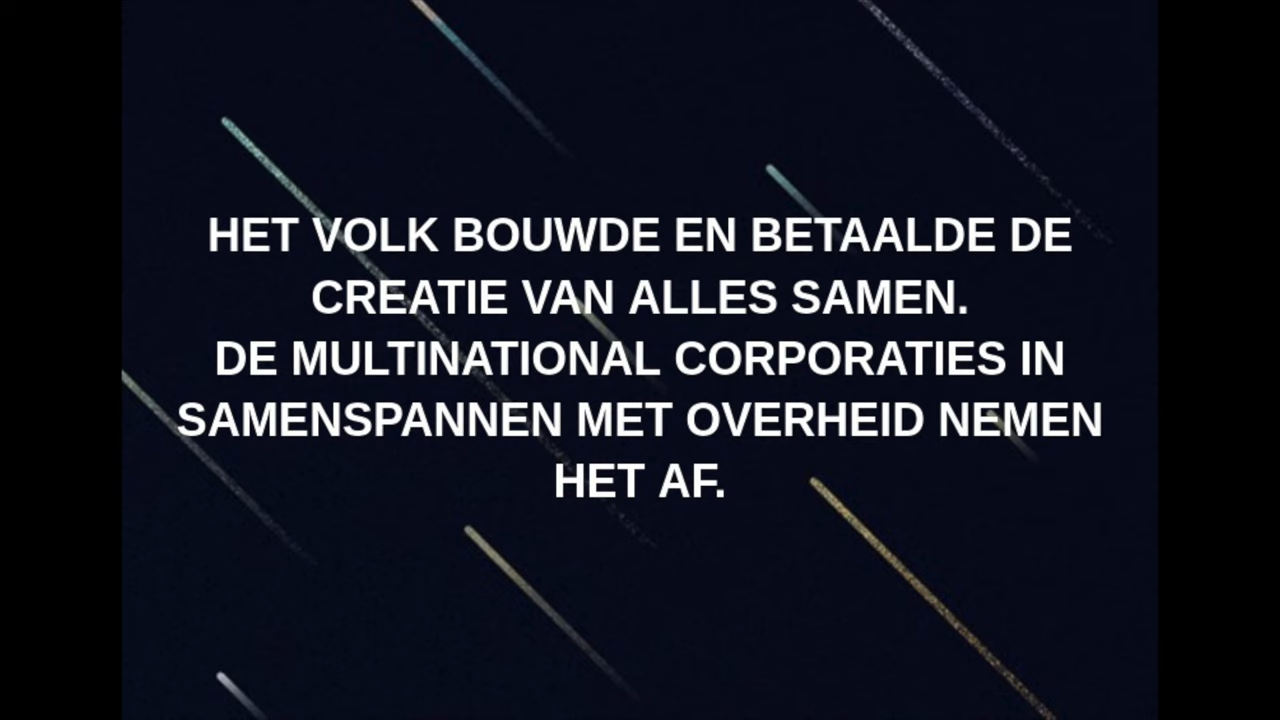 HET VOLK BOUWDE EN BETAALDE DE
CREATIE VAN ALLES SAMEN.
DE MULTINATIONAL CORPORATIES IN
SAMENSPANNEN MET OVERHEID NEMEN
HET AF.